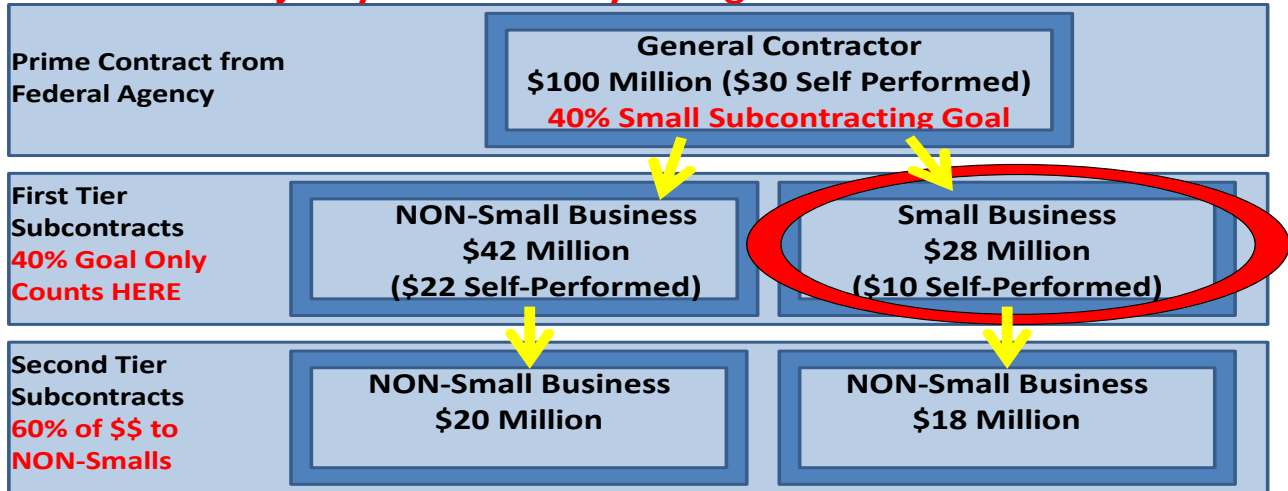 Prime Contract from
Federal Agency
General Contractor
$100 Million ($30 Self Performed)
40% Small Subcontracting Goal
First Tier
Subcontracts
40% Goal Only
Counts HERE
NON-Small Business
$42 Million
($22 Self-Performed)
Small Business
$28 Million
($10 Self-Performed)
Second Tier
Subcontracts
60% of $$ to
NON-Smalls
NON-Small Business
$20 Million
NON-Small Business
$18 Million